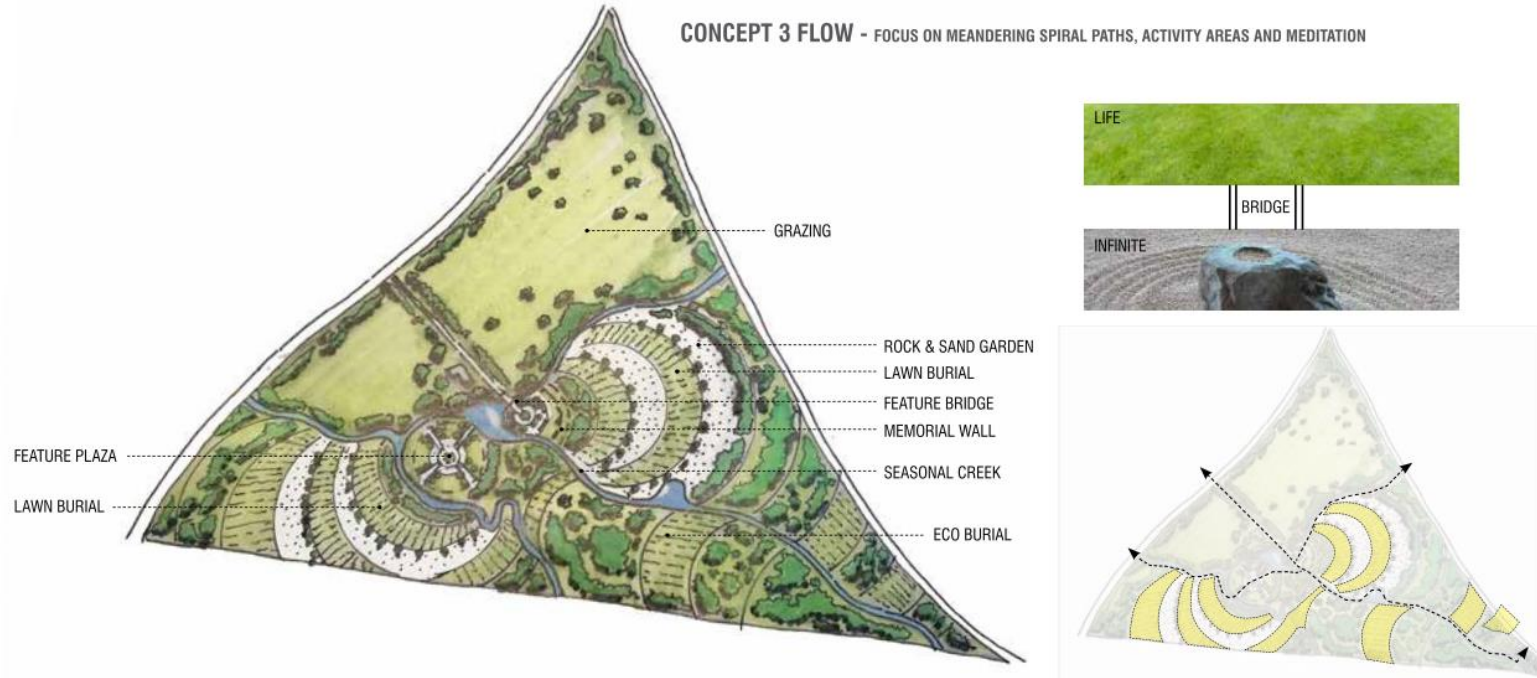 CONCEPT 3 FLOW - FOCUS ON MEANDERING SPIRAL PATHS, ACTIVITY AREAS AND MEDITATION
LIFE
BRIDGE
INFINITE
GRAZING
ROCK & SAND GARDEN
LAWN BURIAL
FEATURE BRIDGE
MEMORIAL WALL
SEASONAL CREEK
ECO BURIAL
FEATURE PLAZA
LAWN BURIAL